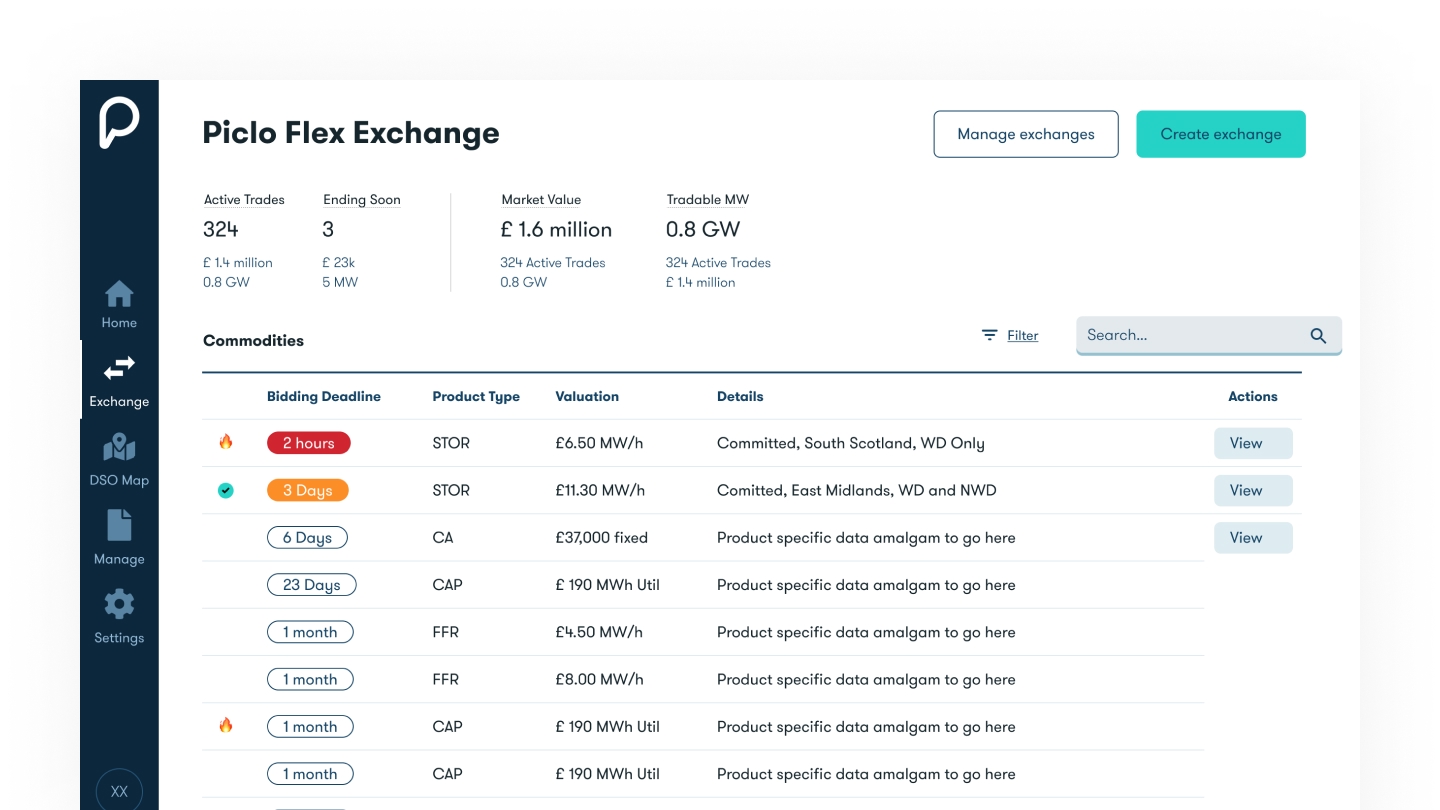 Piclo Flex Exchange
Manage exchanges
Create exchange
Active Trades
324
£ 1.4 million
0.8 GW
Ending Soon
3
£ 23k
5 MW
Market Value
£ 1.6 million
324 Active Trades
0.8 GW
Tradable MW
0.8 GW
324 Active Trades
£ 1.4 million
Home
Exchange
DSO Map
Manage
Settings
XX
Commodities
Filter
Search...
Bidding Deadline Product Type Valuation Details Actions
2 hours STOR £6.50 MW/h Committed, South Scotland, WD Only View
3 Days STOR £11.30 MW/h Comitted, East Midlands, WD and NWD View
6 Days CA £37,000 fixed Product specific data amalgam to go here View
23 Days CAP £ 190 MWh Util Product specific data amalgam to go here
1 month FFR £4.50 MW/h Product specific data amalgam to go here
1 month FFR £8.00 MW/h Product specific data amalgam to go here
1 month CAP £ 190 MWh Util Product specific data amalgam to go here
1 month CAP £ 190 MWh Util Product specific data amalgam to go here